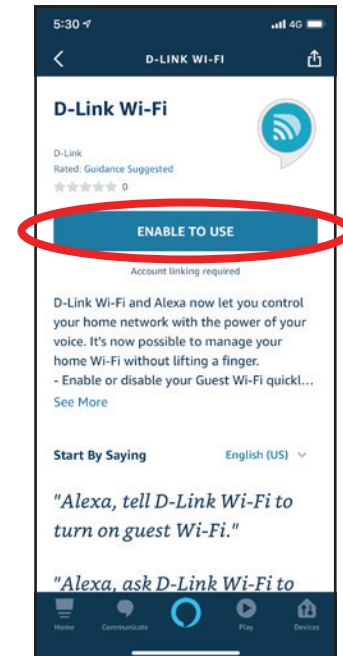 5:30
4G
D-LINK WI-FI
D-Link Wi-Fi
D-Link
Rated: Guidance Suggested
0
ENABLE TO USE
Account linking required
D-Link Wi-Fi and Alexa now let you control
your home network with the power of your
voice. It's now possible to manage your
home Wi-Fi without lifting a finger.
- Enable or disable your Guest Wi-Fi quickl...
See More
Start By Saying English (US)
"Alexa, tell D-Link Wi-Fi to
turn on guest Wi-Fi."
"Alexa, ask D-Link Wi-Fi to
Home Communicate Play Devices